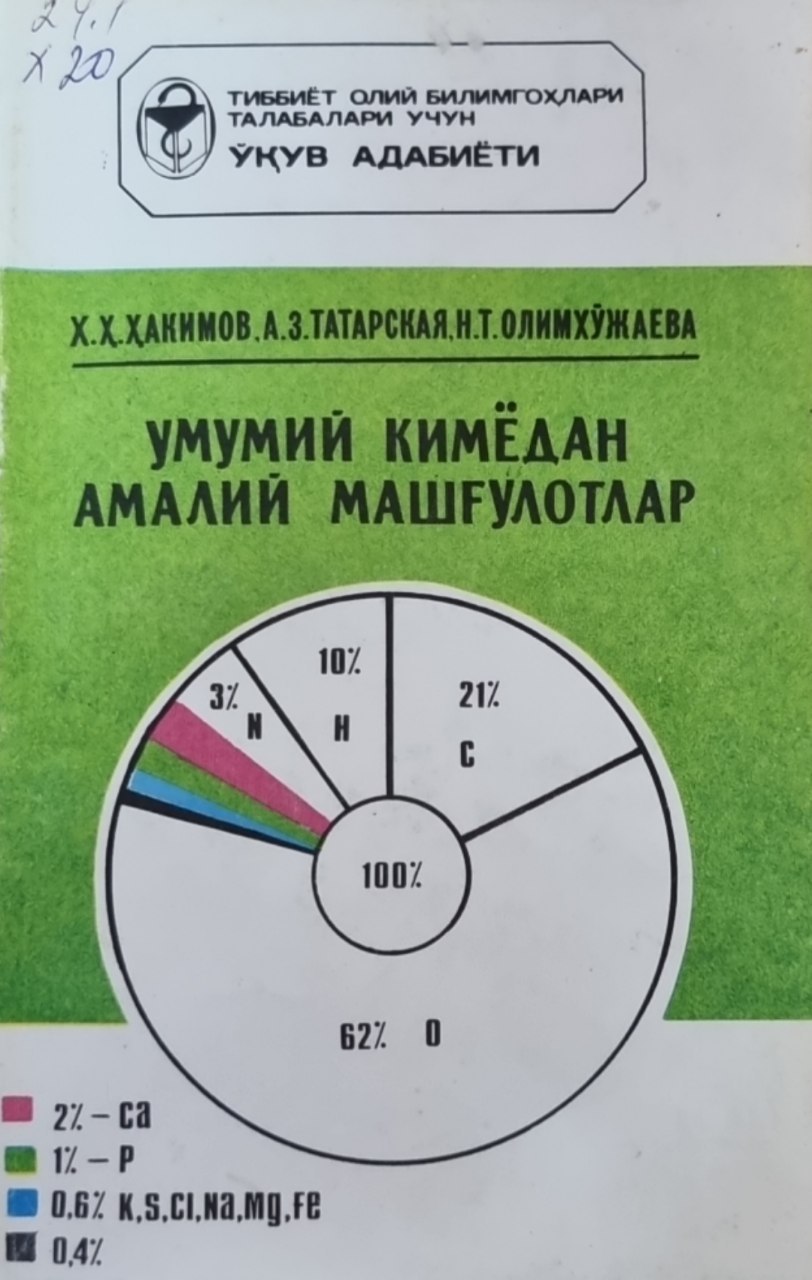 24.1
Х 20
ТИББИЁТ ОЛИЙ БИЛИМГОҲЛАРИ
ТАЛАБАЛАРИ УЧУН
ЎҚУВ АДАБИЁТИ
Х.Ҳ.ҲАКИМОВ, А.З.ТАТАРСКАЯ, Н.Т.ОЛИМХЎЖАЕВА
УМУМИЙ КИМЁДАН
АМАЛИЙ МАШҒУЛОТЛАР
10%
H
21%
C
3%
N
100%
62% O
2% – Ca
1% – P
0,6% K,S,Cl,Na,Mg,Fe
0,4%